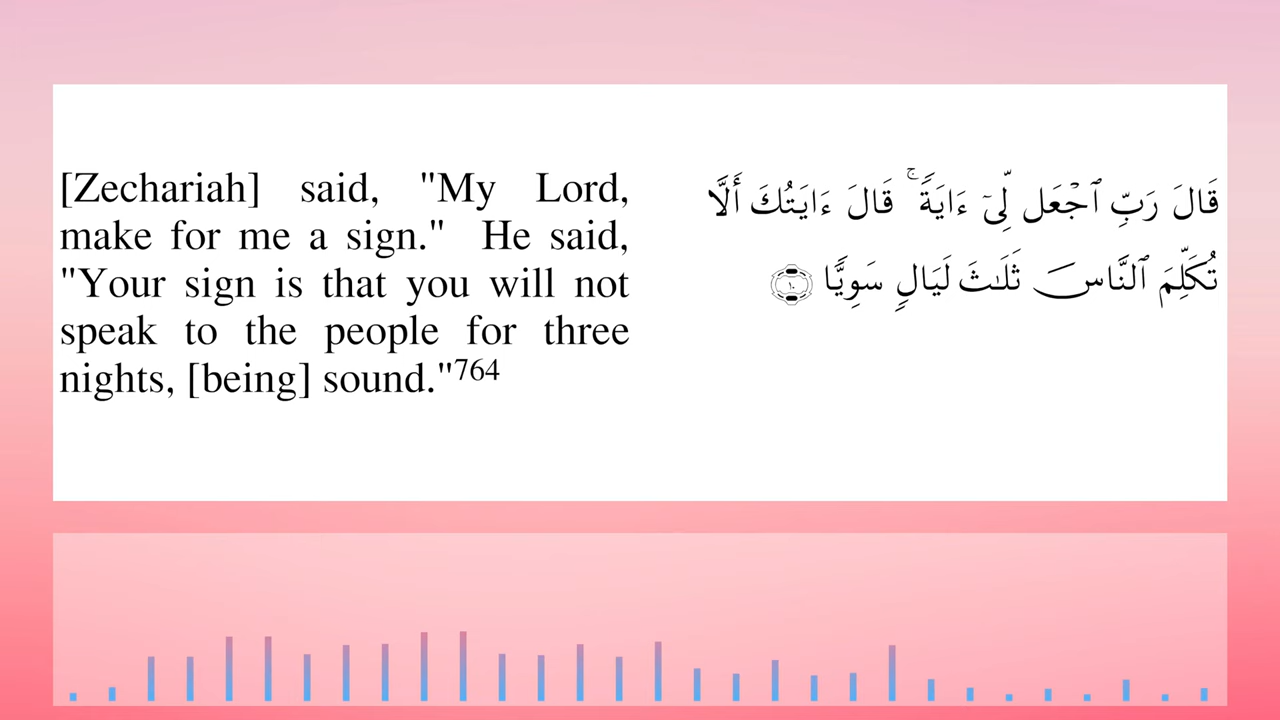 [Zechariah] said, "My Lord,
make for me a sign." He said,
"Your sign is that you will not
speak to the people for three
nights, [being] sound."764
قَالَ رَبِّ ٱجْعَل لِّىٓ ءَايَةًۭ ۚ قَالَ ءَايَتُكَ أَلَّا
تُكَلِّمَ ٱلنَّاسَ ثَلَـٰثَ لَيَالٍۢ سَوِيًّۭا ١٠